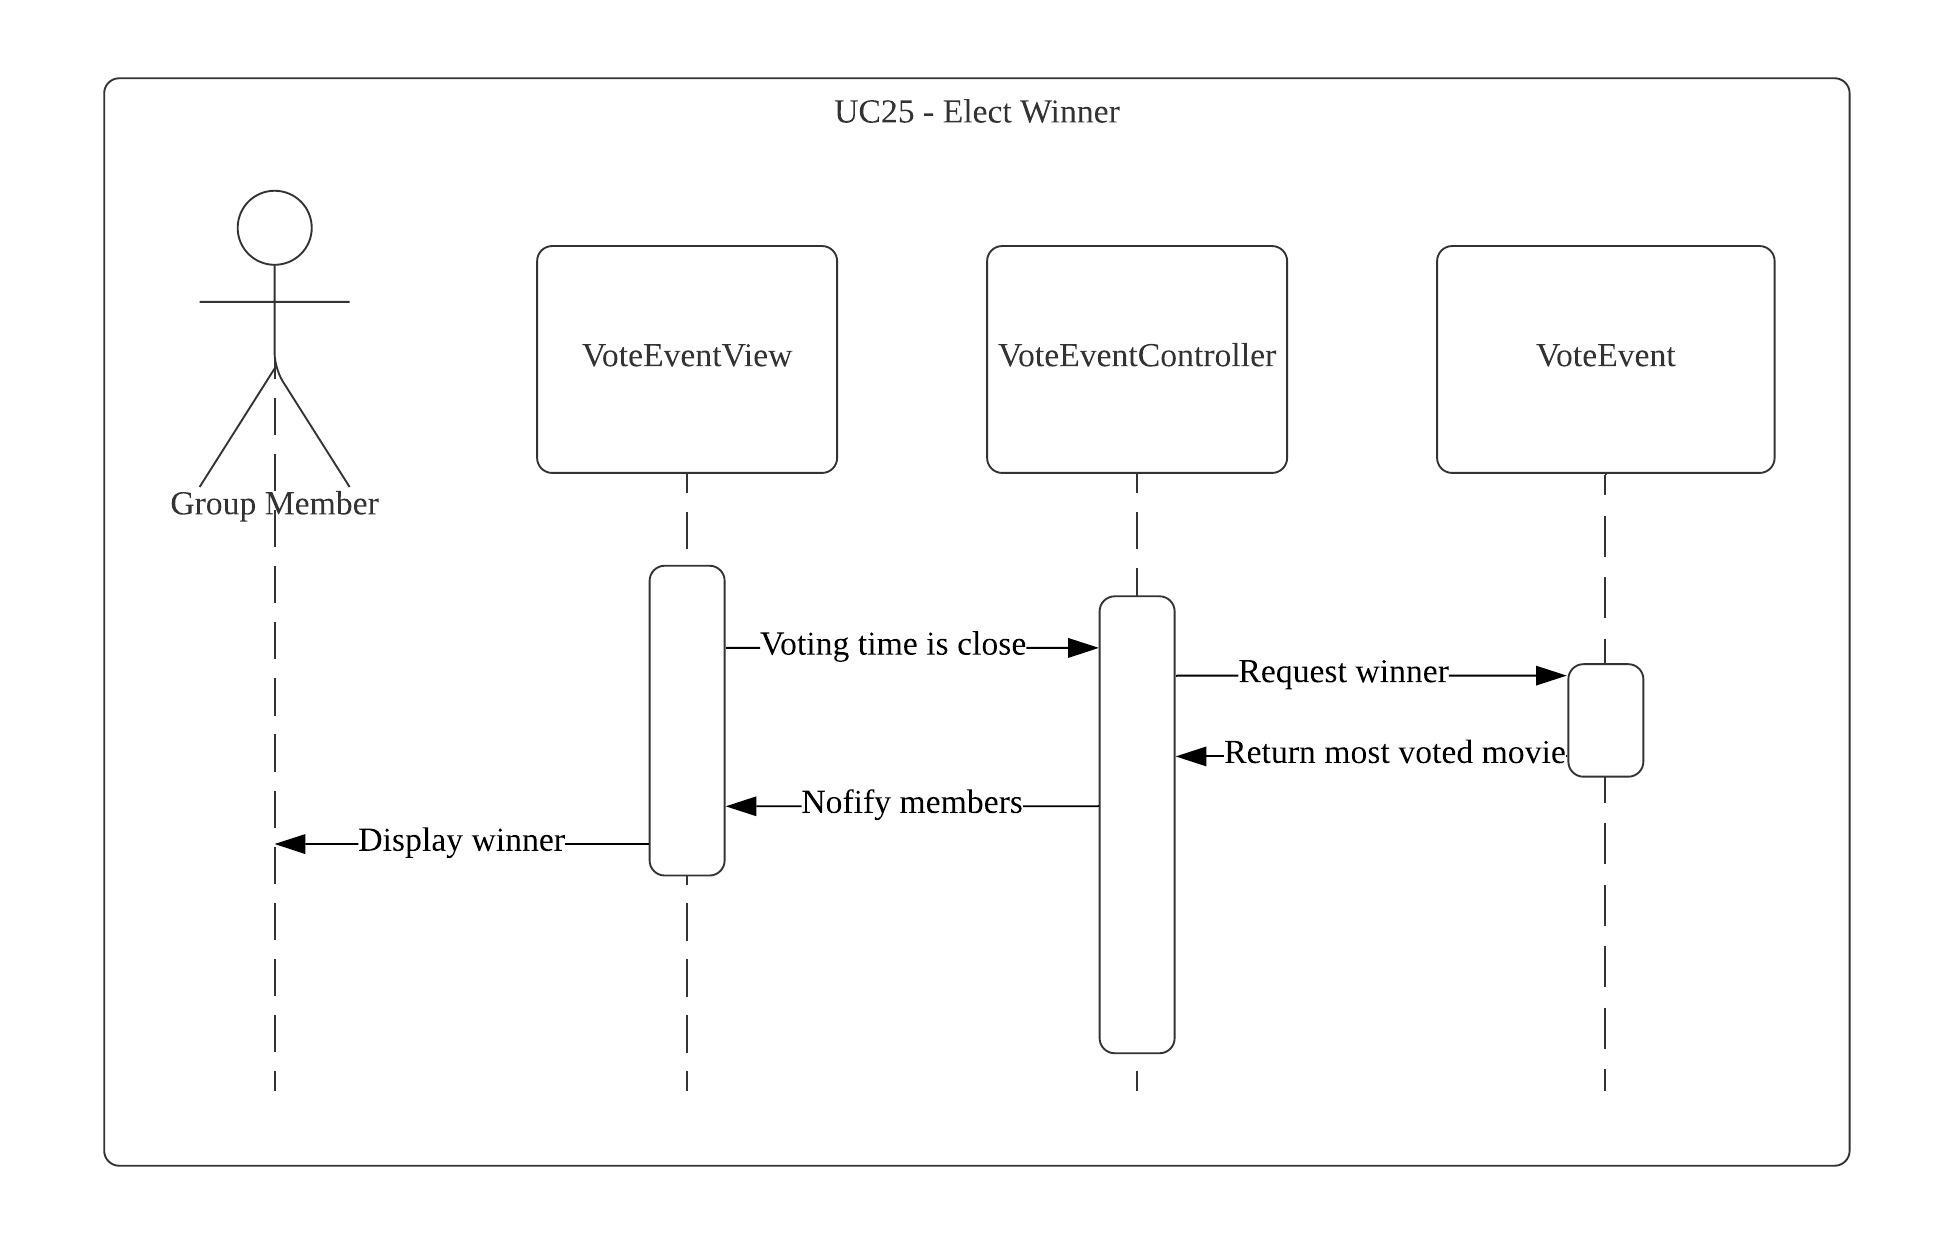 UC25 - Elect Winner
VoteEventView
VoteEventController
VoteEvent
Group Member
Voting time is close
Request winner
Return most voted movie
Nofify members
Display winner